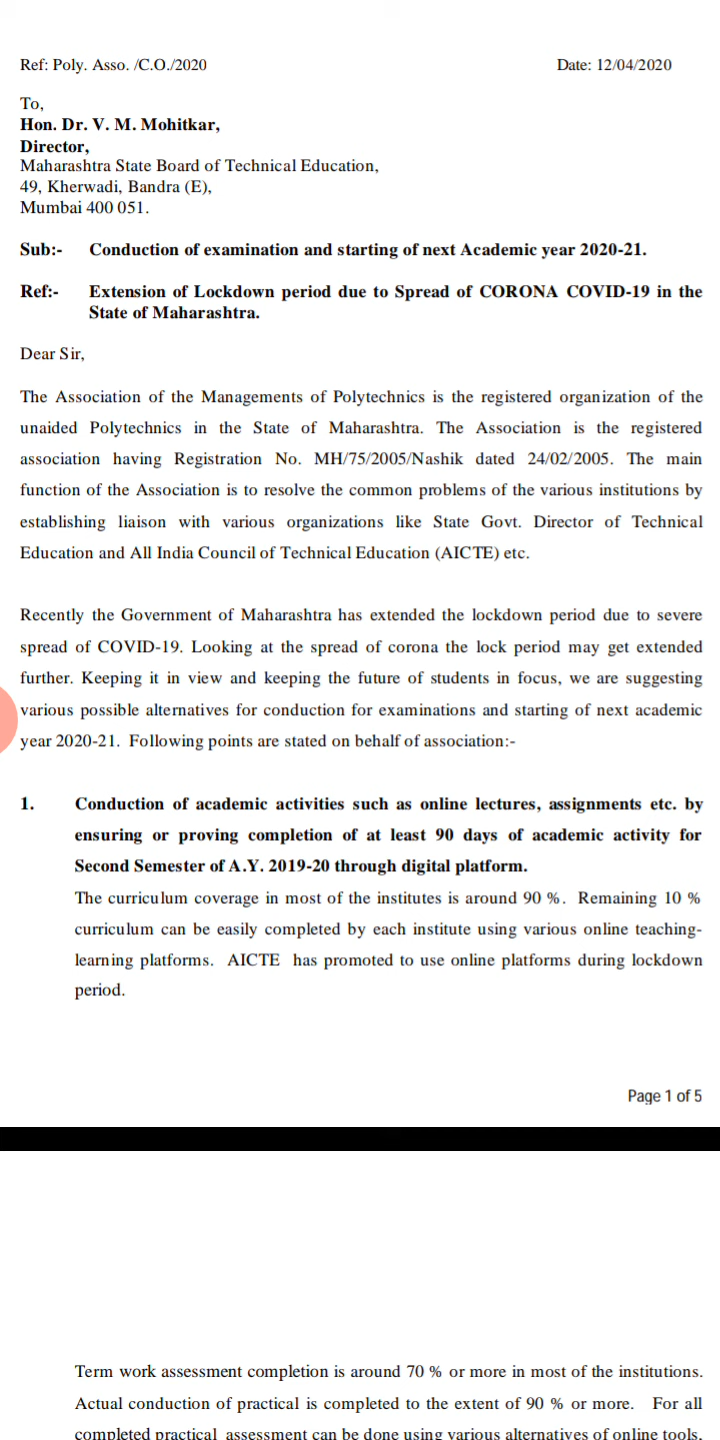 Ref: Poly. Asso. /C.O./2020 Date: 12/04/2020
To,
Hon. Dr. V. M. Mohitkar,
Director,
Maharashtra State Board of Technical Education,
49, Kherwadi, Bandra (E),
Mumbai 400 051.
Sub:- Conduction of examination and starting of next Academic year 2020-21.
Ref:- Extension of Lockdown period due to Spread of CORONA COVID-19 in the
State of Maharashtra.
Dear Sir,
The Association of the Managements of Polytechnics is the registered organization of the
unaided Polytechnics in the State of Maharashtra. The Association is the registered
association having Registration No. MH/75/2005/Nashik dated 24/02/2005. The main
function of the Association is to resolve the common problems of the various institutions by
establishing liaison with various organizations like State Govt. Director of Technical
Education and All India Council of Technical Education (AICTE) etc.
Recently the Government of Maharashtra has extended the lockdown period due to severe
spread of COVID-19. Looking at the spread of corona the lock period may get extended
further. Keeping it in view and keeping the future of students in focus, we are suggesting
various possible alternatives for conduction for examinations and starting of next academic
year 2020-21. Following points are stated on behalf of association:-
1. Conduction of academic activities such as online lectures, assignments etc. by
ensuring or proving completion of at least 90 days of academic activity for
Second Semester of A.Y. 2019-20 through digital platform.
The curriculum coverage in most of the institutes is around 90 %. Remaining 10 %
curriculum can be easily completed by each institute using various online teaching-
learning platforms. AICTE has promoted to use online platforms during lockdown
period.
Page 1 of 5
Term work assessment completion is around 70 % or more in most of the institutions.
Actual conduction of practical is completed to the extent of 90 % or more. For all
completed practical assessment can be done using various alternatives of online tools.